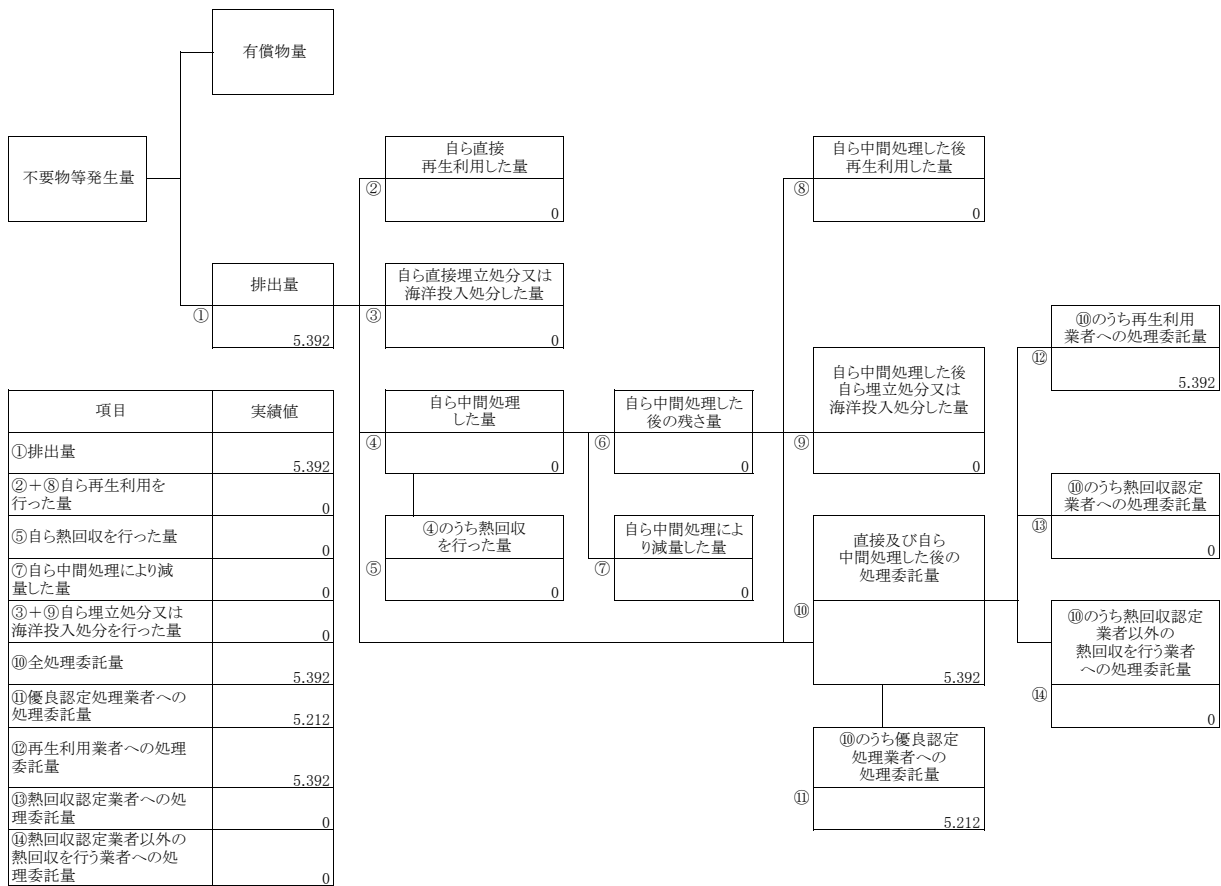 有償物量
不要物等発生量
排出量
①
5.392
自ら直接
再生利用した量
②
0
自ら直接埋立処分又は
海洋投入処分した量
③
0
自ら中間処理
した量
④
0
④のうち熱回収
を行った量
⑤
0
自ら中間処理した
後の残さ量
⑥
0
自ら中間処理によ
り減量した量
⑦
0
自ら中間処理した後
再生利用した量
⑧
0
自ら中間処理した後
自ら埋立処分又は
海洋投入処分した量
⑨
0
直接及び自ら
中間処理した後の
処理委託量
⑩
5.392
⑩のうち優良認定
処理業者への
処理委託量
⑪
5.212
⑩のうち再生利用
業者への処理委託量
⑫
5.392
⑩のうち熱回収認定
業者への処理委託量
⑬
0
⑩のうち熱回収認定
業者以外の
熱回収を行う業者
への処理委託量
⑭
0
項目 実績値
①排出量
5.392
②+⑧自ら再生利用を
行った量
0
⑤自ら熱回収を行った量
0
⑦自ら中間処理により減
量した量
0
③+⑨自ら埋立処分又は
海洋投入処分を行った量
0
⑩全処理委託量
5.392
⑪優良認定処理業者への
処理委託量
5.212
⑫再生利用業者への処理
委託量
5.392
⑬熱回収認定業者への処
理委託量
0
⑭熱回収認定業者以外の
熱回収を行う業者への処
理委託量
0